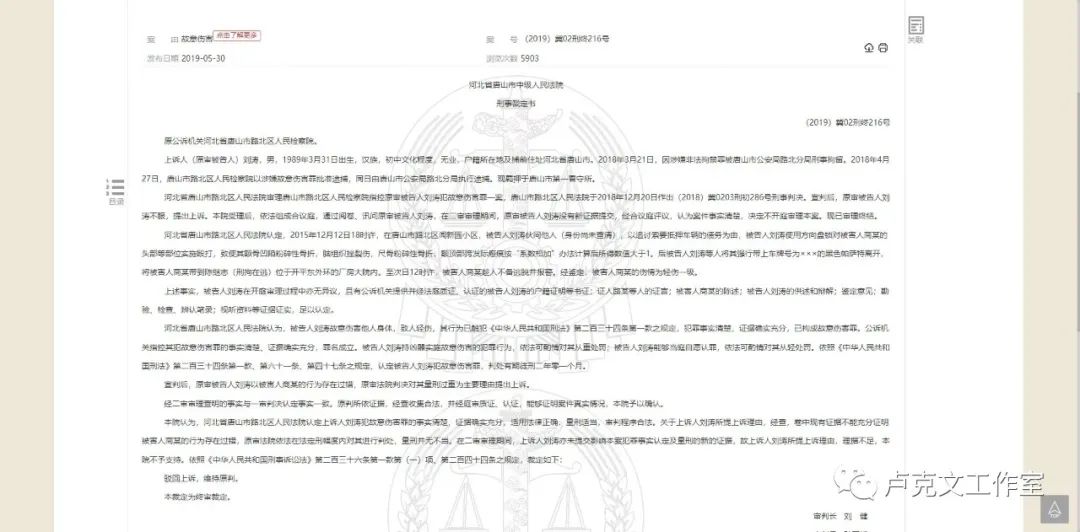 案 由 故意伤害 点击了解更多
案 号 (2019)冀02刑终216号
发布日期 2019-05-30
浏览次数 5903
关联
目录
河北省唐山市中级人民法院
刑事裁定书
(2019)冀02刑终216号
原公诉机关河北省唐山市路北区人民检察院。
上诉人(原审被告人)刘涛,男,1989年3月31日出生,汉族,初中文化程度,无业,户籍所在地及捕前住址河北省唐山市。2018年3月21日,因涉嫌非法拘禁罪被唐山市公安局路北分局刑事拘留。2018年4
月27日,唐山市路北区人民检察院以涉嫌故意伤害罪批准逮捕,同日由唐山市公安局路北分局执行逮捕。现羁押于唐山市第一看守所。
河北省唐山市路北区人民法院审理唐山市路北区人民检察院指控原审被告人刘涛犯故意伤害罪一案,唐山市路北区人民法院于2018年12月20日作出(2018)冀0203刑初286号刑事判决。宣判后,原审被告人刘涛
不服,提出上诉。本院受理后,依法组成合议庭,通过阅卷、讯问原审被告人刘涛,在二审审理期间,原审被告人刘涛没有新证据提交,经合议庭评议,认为案件事实清楚,决定不开庭审理本案。现已审理终结。
河北省唐山市路北区人民法院认定,2015年12月12日18时许,在唐山市路北区淘新园小区,被告人刘涛伙同他人(身份尚未查清),以追讨索要抵押车辆的债务为由,被告人刘涛使用方向盘锁对被害人商某的
头部等部位实施殴打,致使其额骨凹陷粉碎性骨折,脑组织挫裂伤,尺骨粉碎性骨折,额顶部跨发际瘢痕按“系数相加”办法计算后所得数值大于1。后被告人刘涛等人将其强行带上车牌号为×××的黑色帕萨特离开,
将被害人商某带到陈继志(刑拘在逃)位于开平东外环的厂房大院内。至次日12时许,被害人商某趁人不备逃脱并报警。经鉴定,被害人商某的伤情为轻伤一级。
上述事实,被告人刘涛在开庭审理过程中亦无异议,且有公诉机关提供并经法庭质证、认证的被告人刘涛的户籍证明等书证;证人路某等人的证言;被害人商某的陈述;被告人刘涛的供述和辩解;鉴定意见;勘
验、检查、辨认笔录;视听资料等证据证实,足以认定。
河北省唐山市路北区人民法院认为,被告人刘涛故意伤害他人身体,致人轻伤,其行为已触犯《中华人民共和国刑法》第二百三十四条第一款之规定,犯罪事实清楚,证据确实充分,已构成故意伤害罪。公诉机
关指控其犯故意伤害罪的事实清楚、证据确实充分,罪名成立。被告人刘涛持凶器实施故意伤害的犯罪行为,依法可酌情对其从重处罚;被告人刘涛能够当庭自愿认罪,依法可酌情对其从轻处罚。依照《中华人民共和
国刑法》第二百三十四条第一款、第六十一条、第四十七条之规定,认定被告人刘涛犯故意伤害罪,判处有期徒刑二年零一个月。
宣判后,原审被告人刘涛以被害人商某的行为存在过错,原审法院判决对其量刑过重为主要理由提出上诉。
经二审审理查明的事实与一审判决认定事实一致。原判所依证据,经查收集合法,并经庭审质证、认证,能够证明案件真实情况,本院予以确认。
本院认为,河北省唐山市路北区人民法院认定上诉人刘涛犯故意伤害罪的事实清楚,证据确实充分,适用法律正确,量刑适当,审判程序合法。关于上诉人刘涛所提上诉理由,经查,卷中现有证据不能充分证明
被害人商某的行为存在过错,原审法院依法在法定刑幅度内对其进行判处,量刑并无不当。在二审审理期间,上诉人刘涛亦未提交影响本案犯罪事实认定及量刑的新的证据,故上诉人刘涛所提上诉理由,理据不足,本
院不予支持。依照《中华人民共和国刑事诉讼法》第二百三十六条第一款第(一)项、第二百四十四条之规定,裁定如下:
驳回上诉,维持原判。
本裁定为终审裁定。
审判长 刘 健
卢克文工作室
TOP